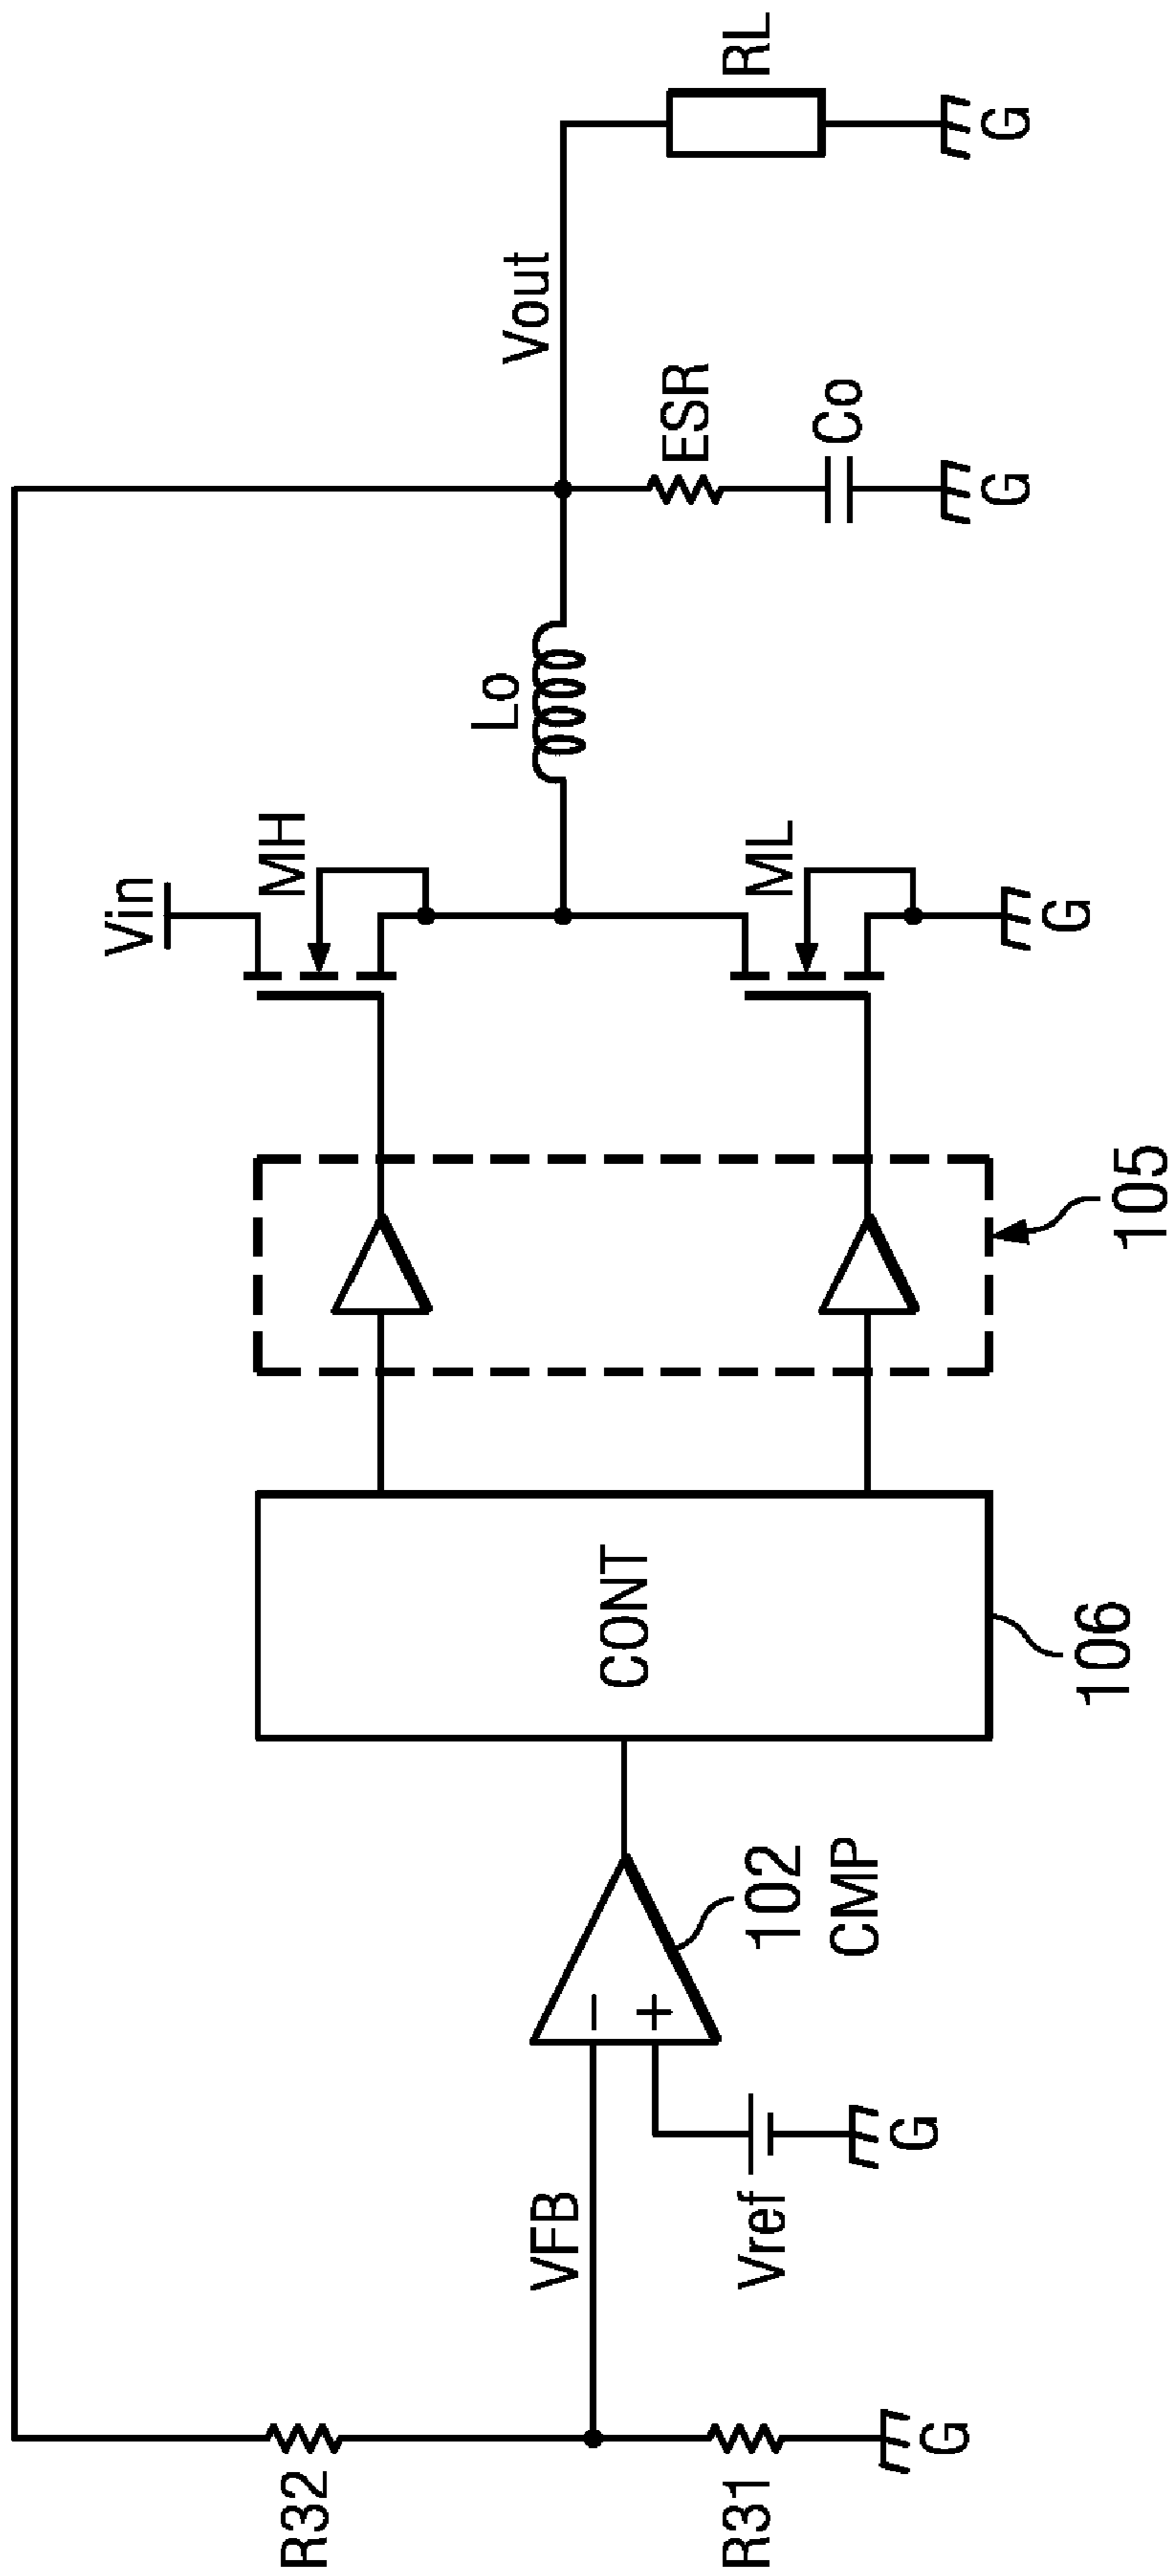 Vin
MH
Lo
Vout
RL
G
ESR
Co
G
ML
G
105
CONT
106
102
CMP
−
+
VFB
Vref
G
R32
R31
G